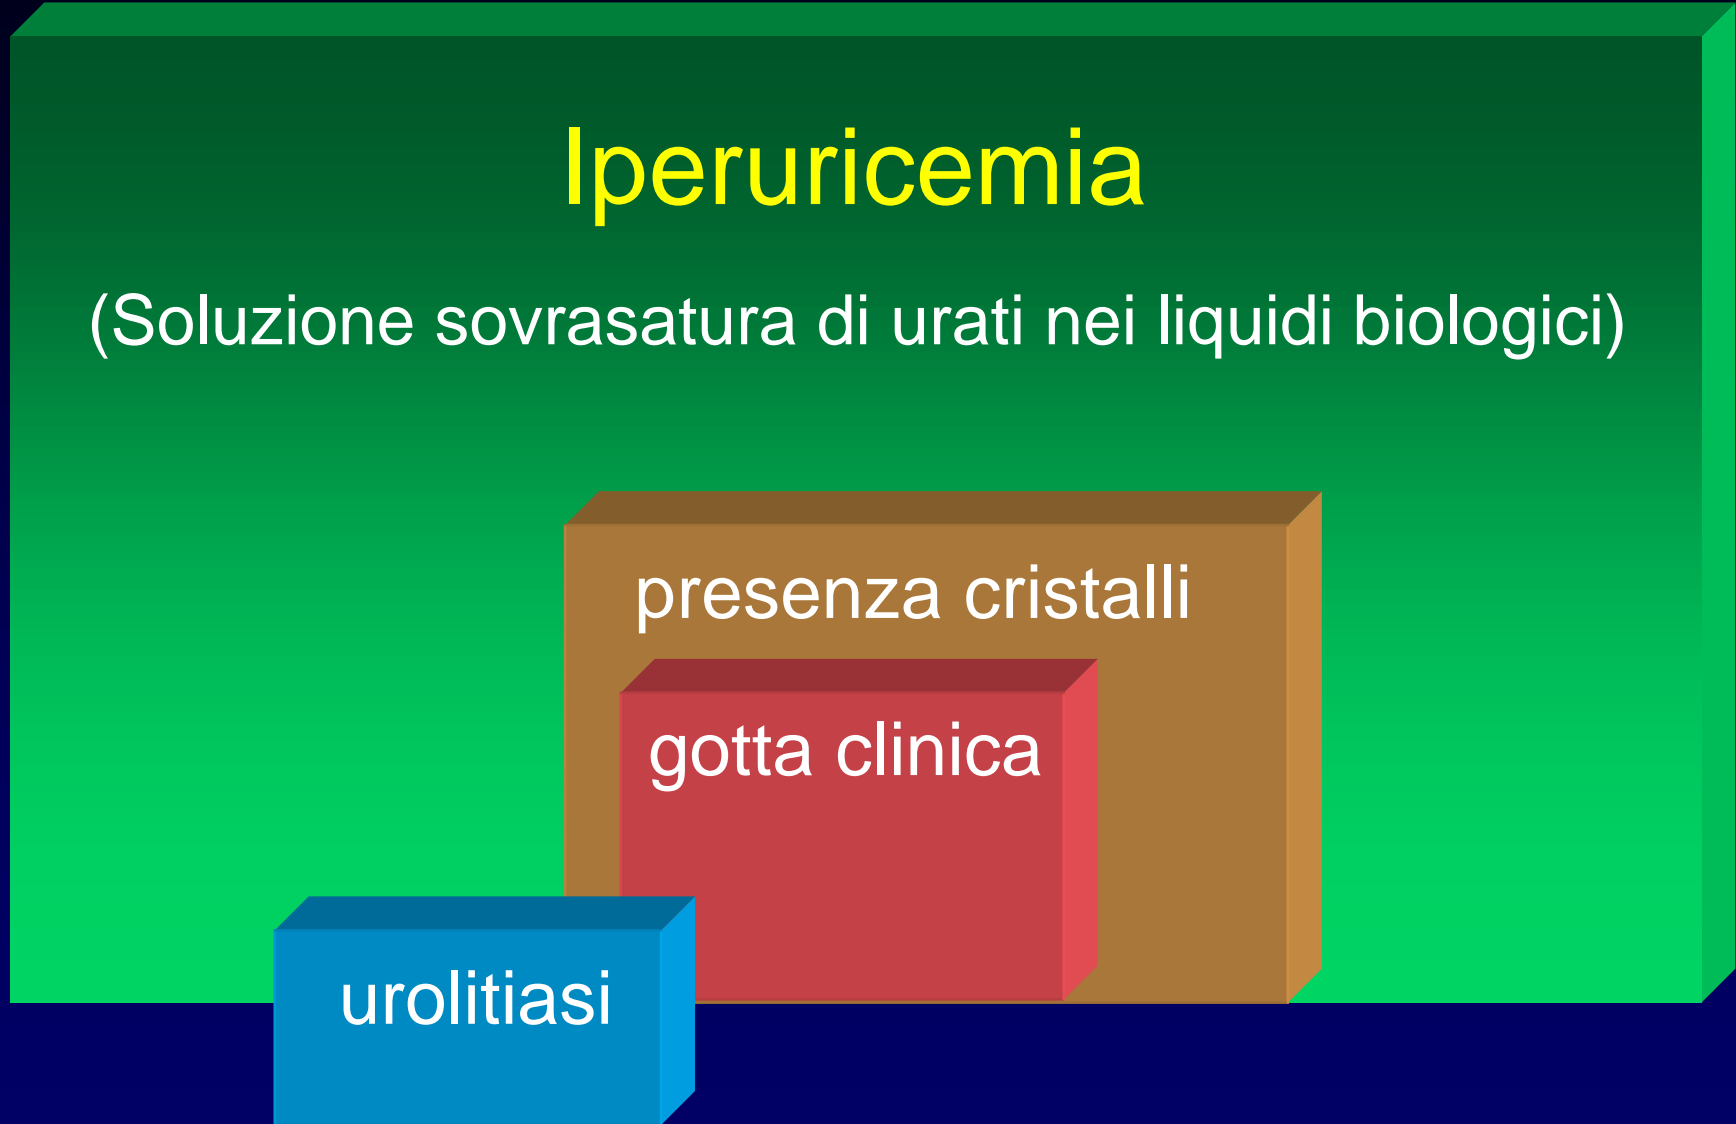 Iperuricemia
(Soluzione sovrasatura di urati nei liquidi biologici)
presenza cristalli
gotta clinica
urolitiasi